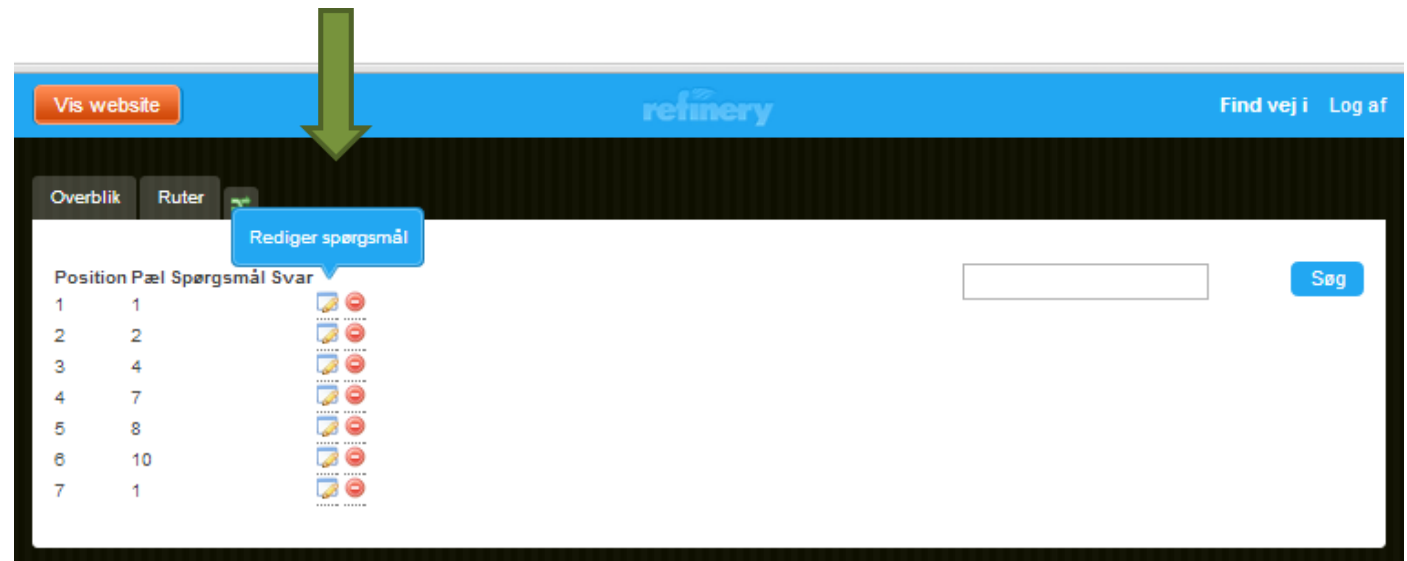 Vis website
refinery
Find vej i Log af
Overblik Ruter
Rediger spørgsmål
Position Pæl Spørgsmål Svar
Søg
1 1
2 2
3 4
4 7
5 8
6 10
7 1